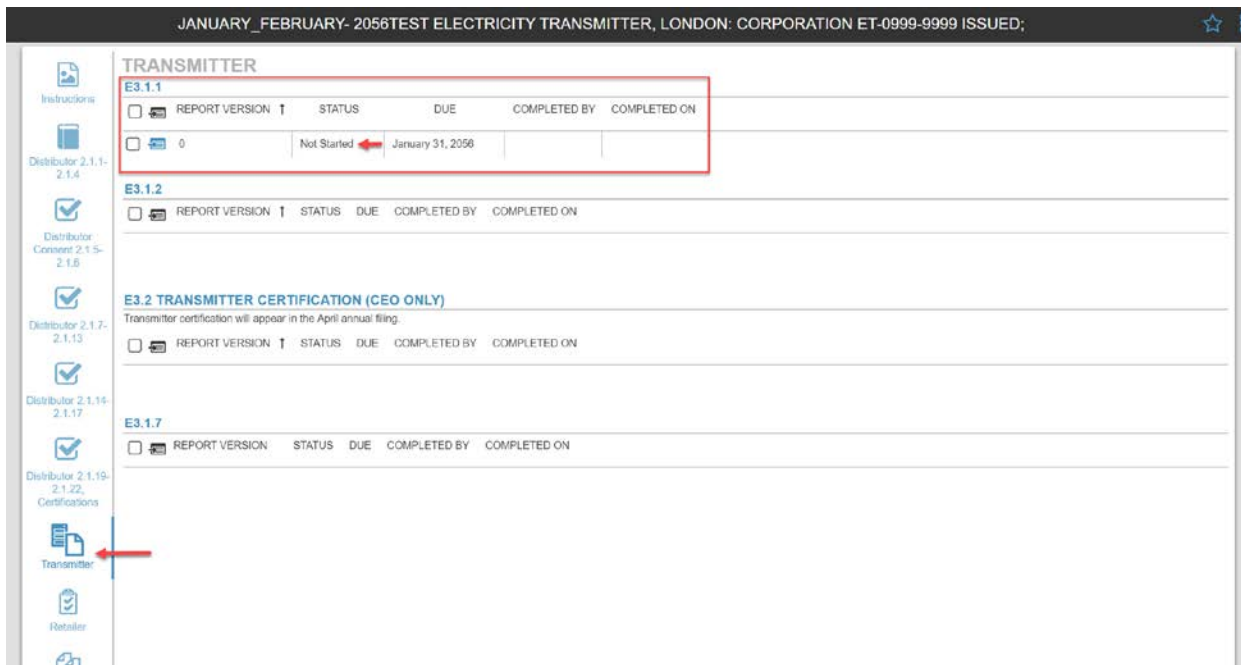 JANUARY_FEBRUARY- 2056TEST ELECTRICITY TRANSMITTER, LONDON: CORPORATION ET-0999-9999 ISSUED;
Instructions
Distributor 2.1.1-
2.1.4
Distributor
Consent 2.1.5-
2.1.6
Distributor 2.1.7-
2.1.13
Distributor 2.1.14-
2.1.17
Distributor 2.1.19-
2.1.22,
Certifications
Transmitter
Retailer
TRANSMITTER
E3.1.1
REPORT VERSION ↑ STATUS DUE COMPLETED BY COMPLETED ON
0 Not Started January 31, 2056
E3.1.2
REPORT VERSION ↑ STATUS DUE COMPLETED BY COMPLETED ON
E3.2 TRANSMITTER CERTIFICATION (CEO ONLY)
Transmitter certification will appear in the April annual filing.
REPORT VERSION ↑ STATUS DUE COMPLETED BY COMPLETED ON
E3.1.7
REPORT VERSION STATUS DUE COMPLETED BY COMPLETED ON